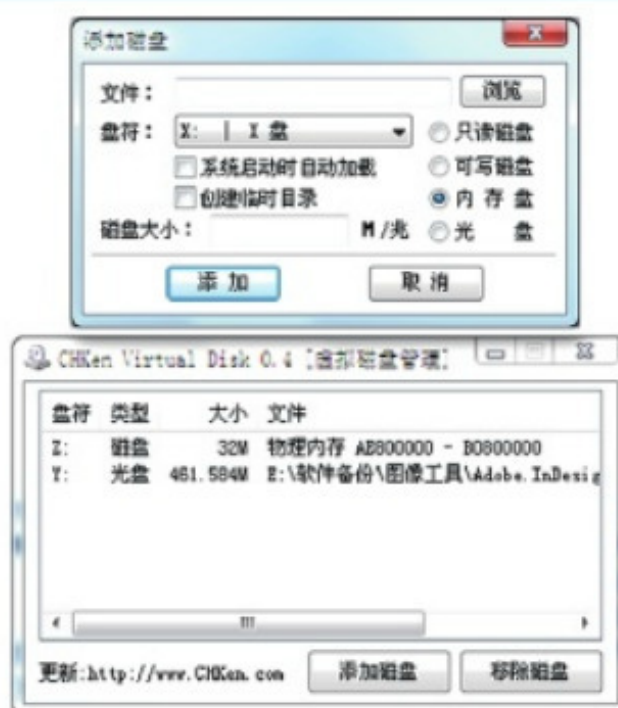 添加磁盘
文件：
浏览
盘符： X: | X 盘
只读磁盘
系统启动时自动加载
可写磁盘
创建临时目录
内 存 盘
磁盘大小： M/兆
光 盘
添 加
取 消
CHKen Virtual Disk 0.4 [虚拟磁盘管理]
盘符 类型 大小 文件
Z: 磁盘 32M 物理内存 AE800000 - B0800000
Y: 光盘 461.584M E:\软件备份\图像工具\Adobe.InDesig
更新:http://www.CHKen.com
添加磁盘
移除磁盘